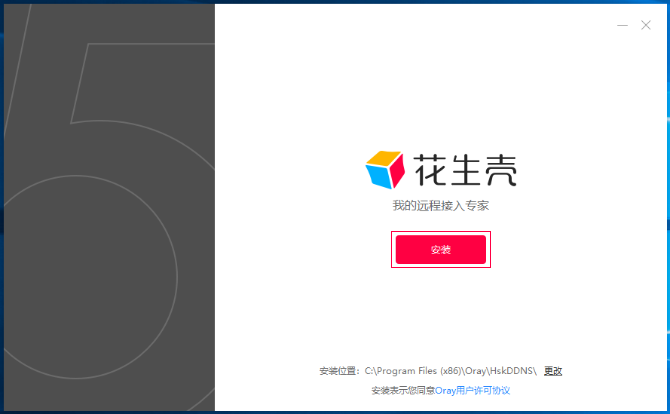 5
花生壳
我的远程接入专家
安装
安装位置：C:\Program Files (x86)\Oray\HskDDNS\ 更改
安装表示您同意Oray用户许可协议